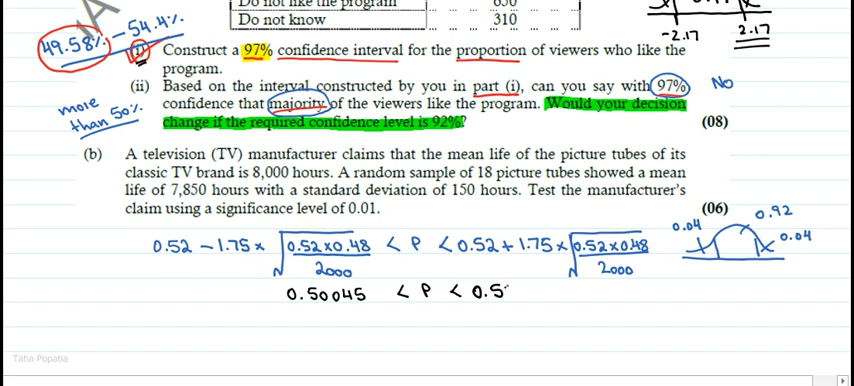 Do not like the program .. ... ... 650
Do not know ... ... ... 310
-2.17 2.17
49.58% - 54.4%
(i) Construct a 97% confidence interval for the proportion of viewers who like the
program.
(ii) Based on the interval constructed by you in part (i), can you say with 97% No
confidence that majority of the viewers like the program. Would your decision
change if the required confidence level is 92%? (08)
more
than 50%
(b) A television (TV) manufacturer claims that the mean life of the picture tubes of its
classic TV brand is 8,000 hours. A random sample of 18 picture tubes showed a mean
life of 7,850 hours with a standard deviation of 150 hours. Test the manufacturer's
claim using a significance level of 0.01. (06)
0.04 0.92 0.04
0.52 - 1.75 × √(0.52×0.48 / 2000) < P < 0.52 + 1.75 × √(0.52×0.48 / 2000)
0.50045 < P < 0.5
Taha Popatia